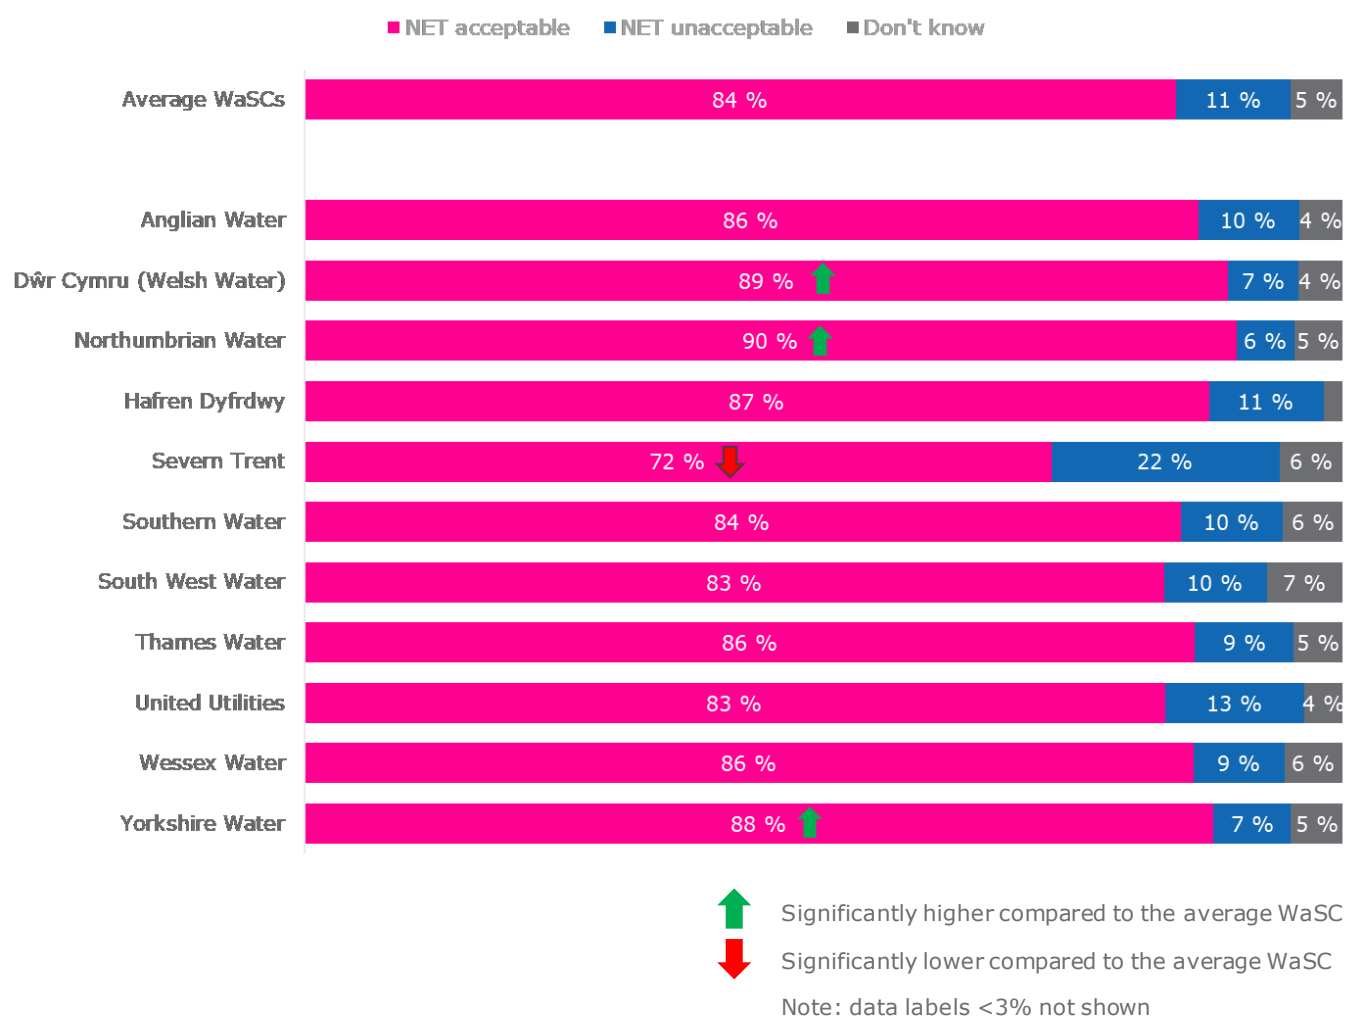 NET acceptable NET unacceptable Don't know
Average WaSCs 84 % 11 % 5 %
Anglian Water 86 % 10 % 4 %
Dŵr Cymru (Welsh Water) 89 % 7 % 4 %
Northumbrian Water 90 % 6 % 5 %
Hafren Dyfrdwy 87 % 11 %
Severn Trent 72 % 22 % 6 %
Southern Water 84 % 10 % 6 %
South West Water 83 % 10 % 7 %
Thames Water 86 % 9 % 5 %
United Utilities 83 % 13 % 4 %
Wessex Water 86 % 9 % 6 %
Yorkshire Water 88 % 7 % 5 %
Significantly higher compared to the average WaSC
Significantly lower compared to the average WaSC
Note: data labels <3% not shown